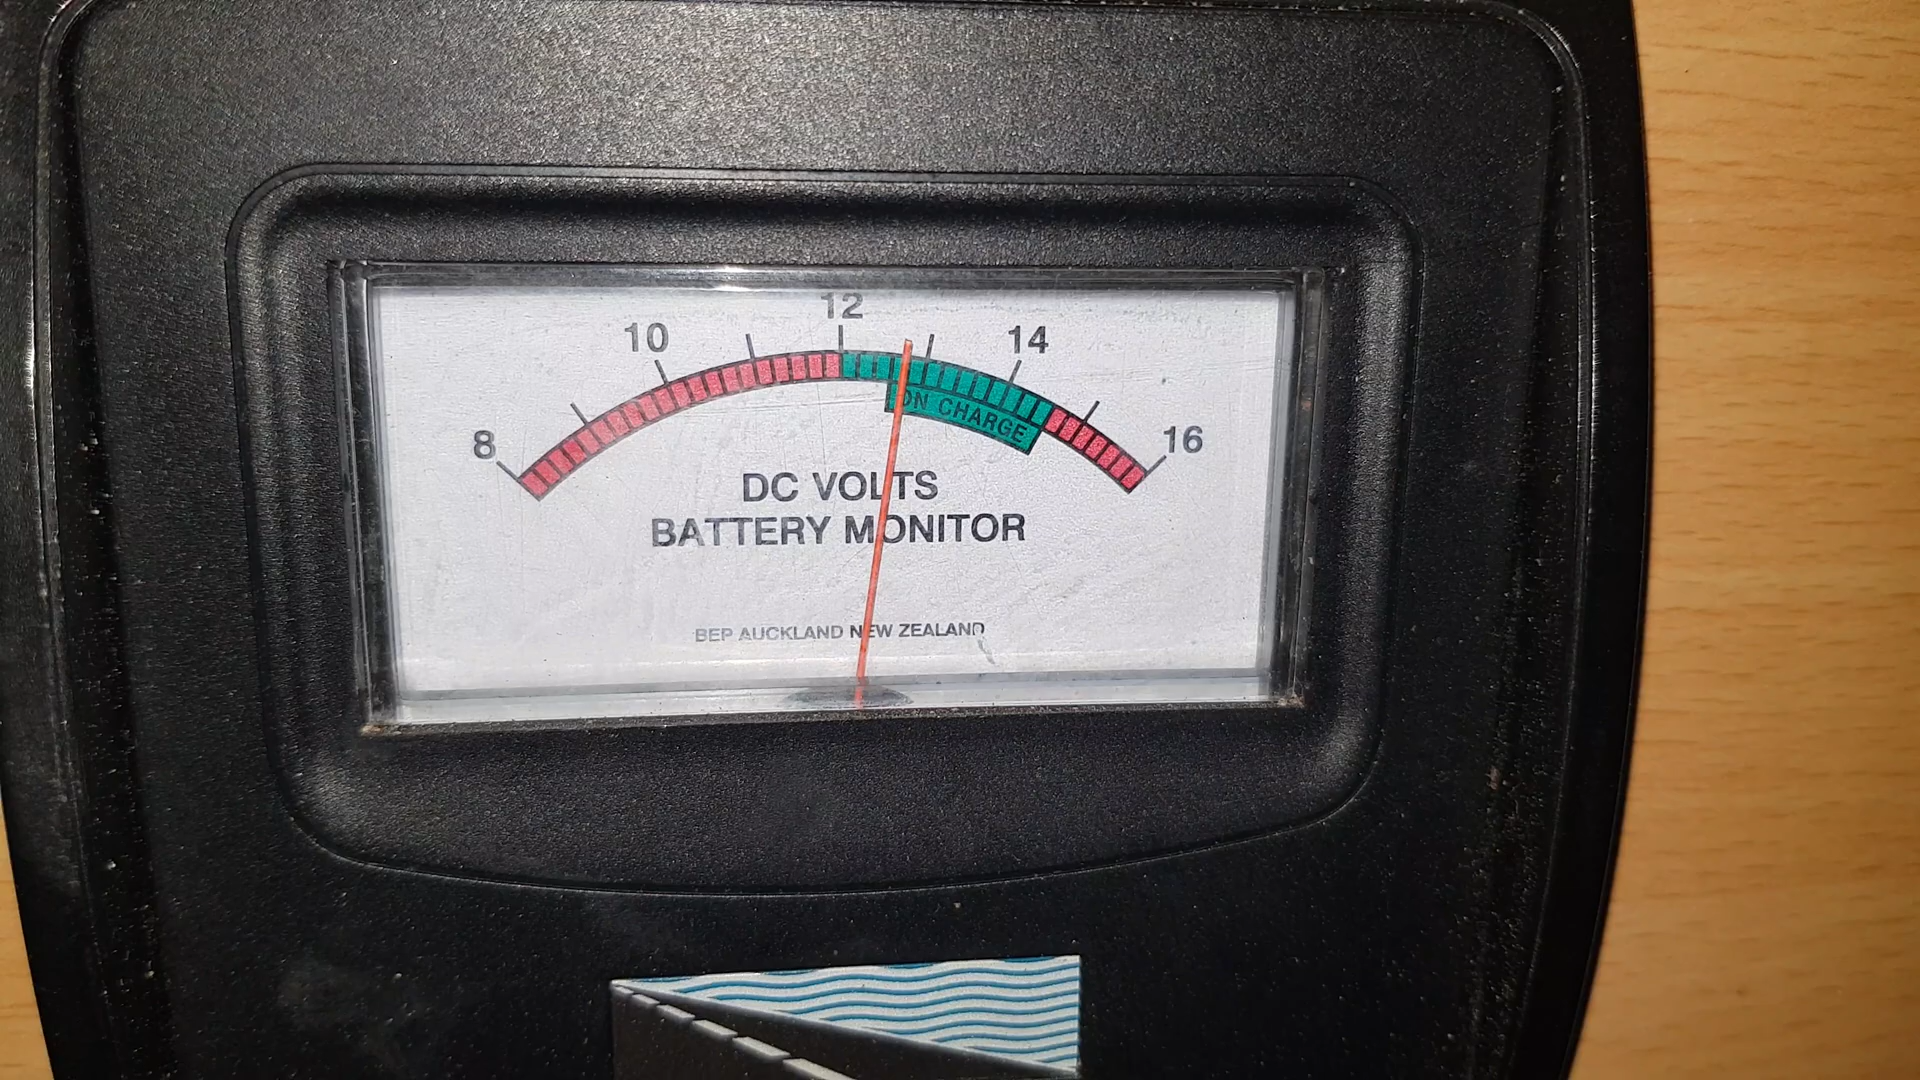 8 10 12 14 16
ON CHARGE
DC VOLTS
BATTERY MONITOR
BEP AUCKLAND NEW ZEALAND